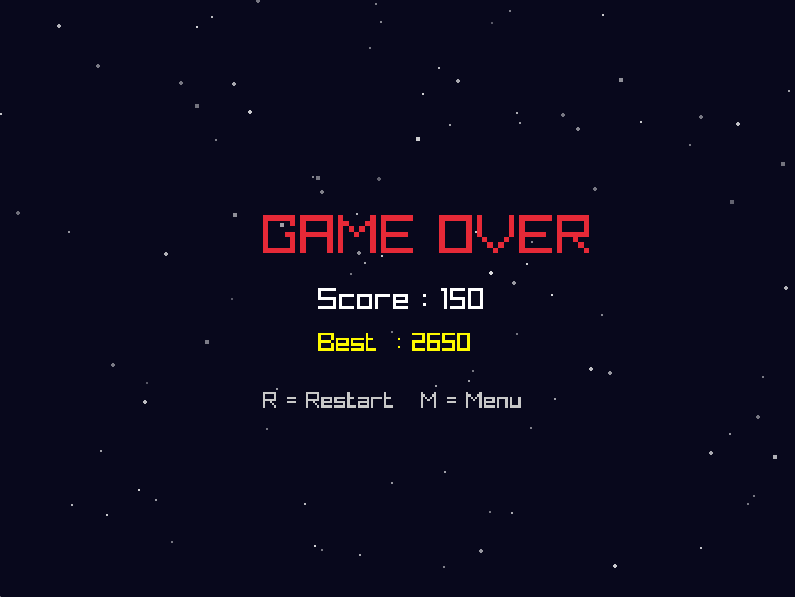 GAME OVER
Score : 150
Best : 2650
R = Restart M = Menu